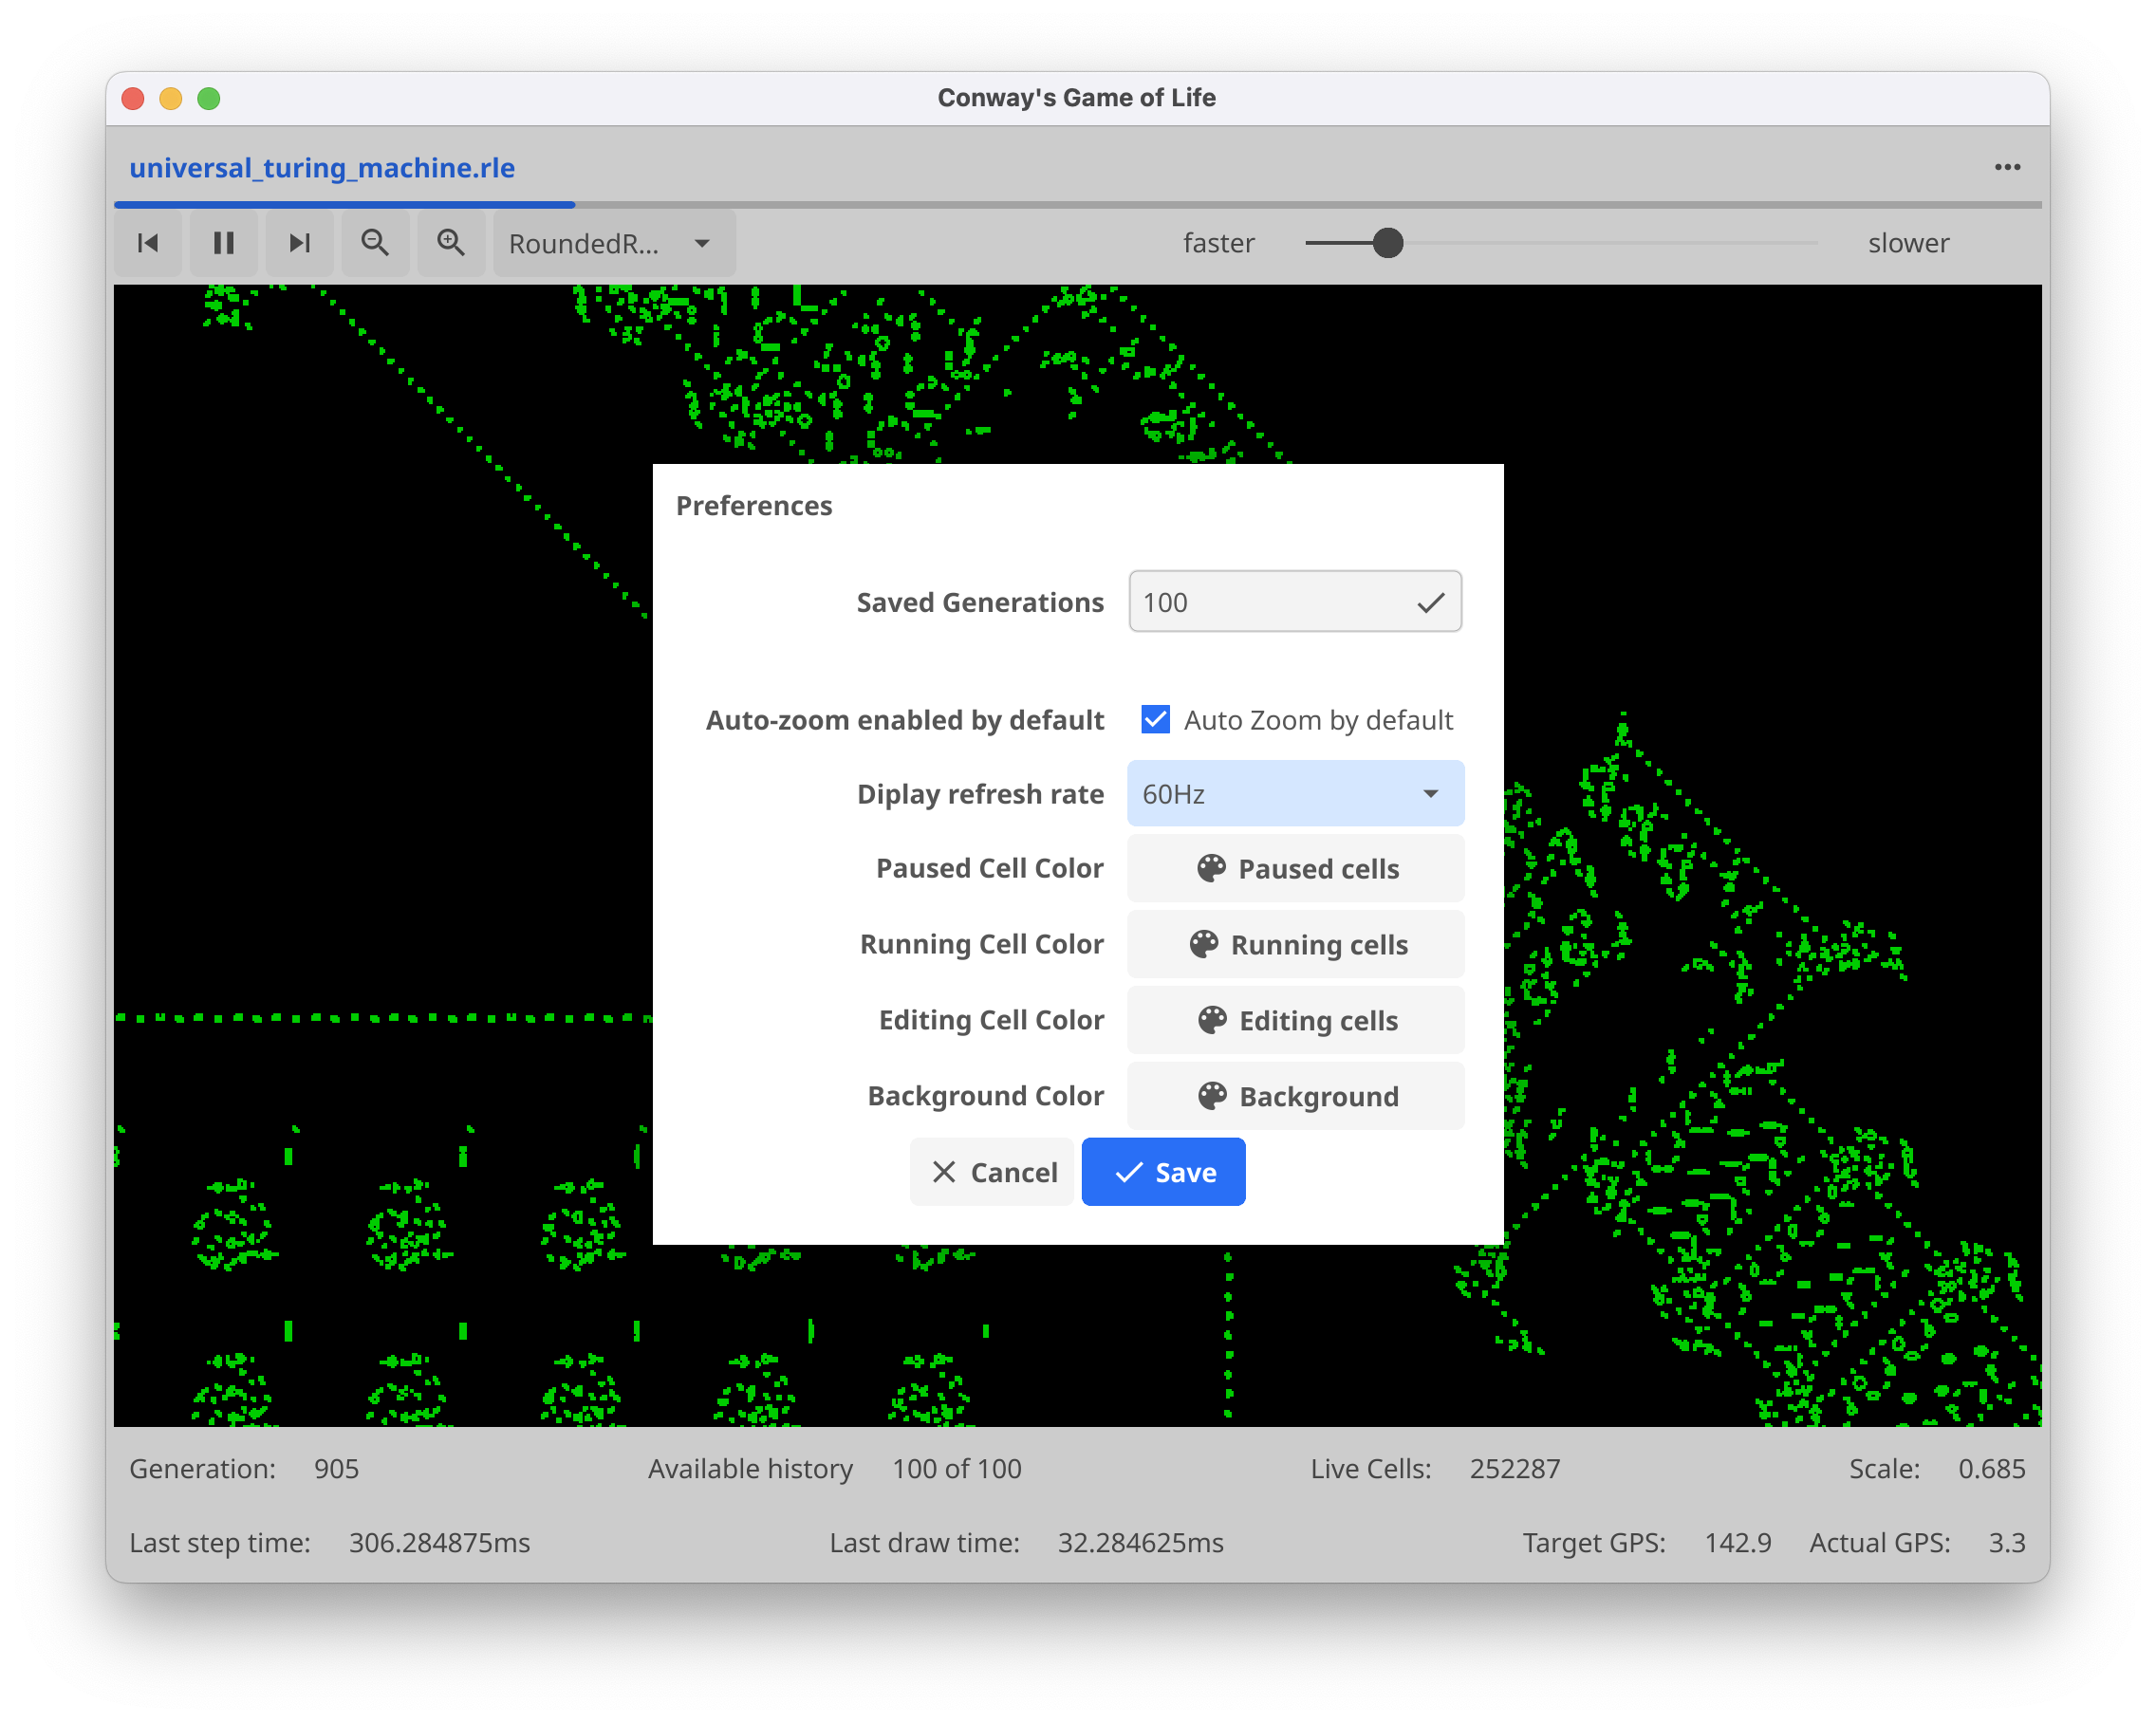 Conway's Game of Life
universal_turing_machine.rle
RoundedR... faster slower
Preferences
Saved Generations 100
Auto-zoom enabled by default Auto Zoom by default
Diplay refresh rate 60Hz
Paused Cell Color Paused cells
Running Cell Color Running cells
Editing Cell Color Editing cells
Background Color Background
Cancel Save
Generation: 905 Available history 100 of 100 Live Cells: 252287 Scale: 0.685
Last step time: 306.284875ms Last draw time: 32.284625ms Target GPS: 142.9 Actual GPS: 3.3